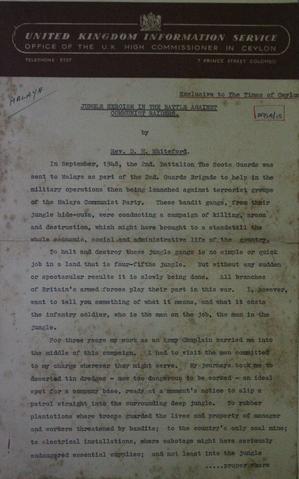 UNITED KINGDOM INFORMATION SERVICE
OFFICE OF THE U.K. HIGH COMMISSIONER IN CEYLON
TELEPHONE 5757
7 PRINCE STREET COLOMBO
Exclusive to The Times of Ceylon
MALAYA
JUNGLE HEROISM IN THE BATTLE AGAINST
COMMUNIST RAIDERS.
by
Rev. D. H. Whiteford.
In September, 1948, the 2nd. Battalion The Scots Guards was
sent to Malaya as part of the 2nd. Guards Brigade to help in the
military operations then being launched against terrorist groups
of the Malaya Communist Party. These bandit gangs, from their
jungle hide-outs, were conducting a campaign of killing, arson
and destruction, which might have brought to a standstill the
whole economic, social and administrative life of the country.
To halt and destroy these jungle gangs is no simple or quick
job in a land that is four-fifths jungle. But without any sudden
or spectacular results it is slowly being done. All branches
of Britain's armed forces play their part in this war. I, however,
want to tell you something of what it means, and what it costs
the infantry soldier, who is the man on the job, the man in the
jungle.
For three years my work as an Army Chaplain carried me into
the middle of this campaign. I had to visit the men committed
to my charge wherever they might serve. My journeys took me to
deserted tin dredges - now too dangerous to be worked - an ideal
spot for a company base, ready at a moment's notice to slip a
patrol straight into the surrounding deep jungle. To rubber
plantations where troops guarded the lives and property of manager
and workers threatened by bandits; to the country's only coal mine;
to electrical installations, where sabotage might have seriously
endangered essential supplies; and not least into the jungle
.....proper where